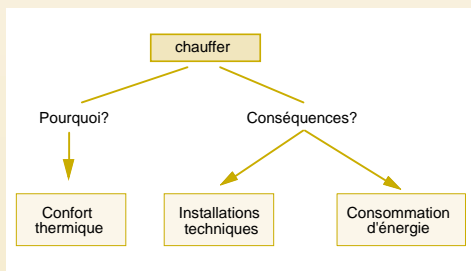 chauffer
Pourquoi?
Conséquences?
Confort
thermique
Installations
techniques
Consommation
d'énergie